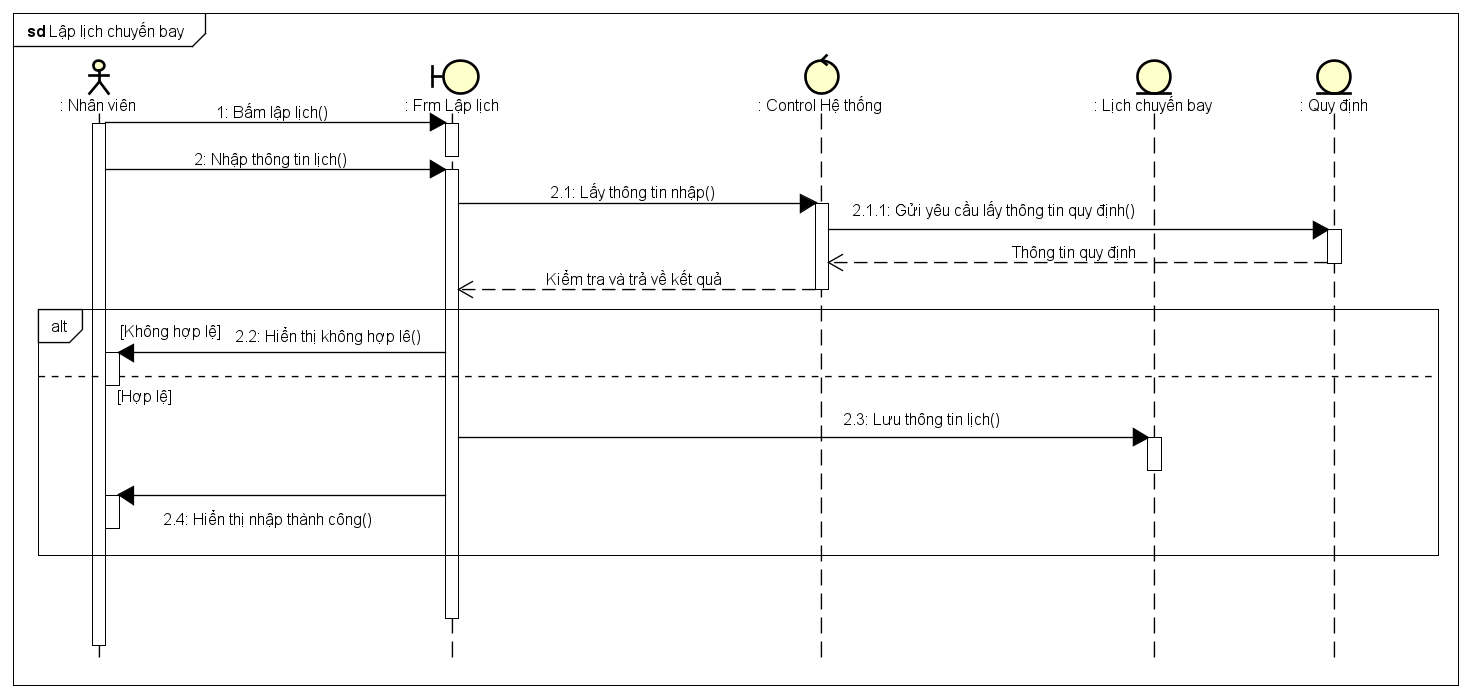 sd Lập lịch chuyến bay
: Nhân viên
: Frm Lập lịch
: Control Hệ thống
: Lịch chuyến bay
: Quy định
1: Bấm lập lịch()
2: Nhập thông tin lịch()
2.1: Lấy thông tin nhập()
2.1.1: Gửi yêu cầu lấy thông tin quy định()
Thông tin quy định
Kiểm tra và trả về kết quả
alt
[Không hợp lệ]
2.2: Hiển thị không hợp lê()
[Hợp lệ]
2.3: Lưu thông tin lịch()
2.4: Hiển thị nhập thành công()